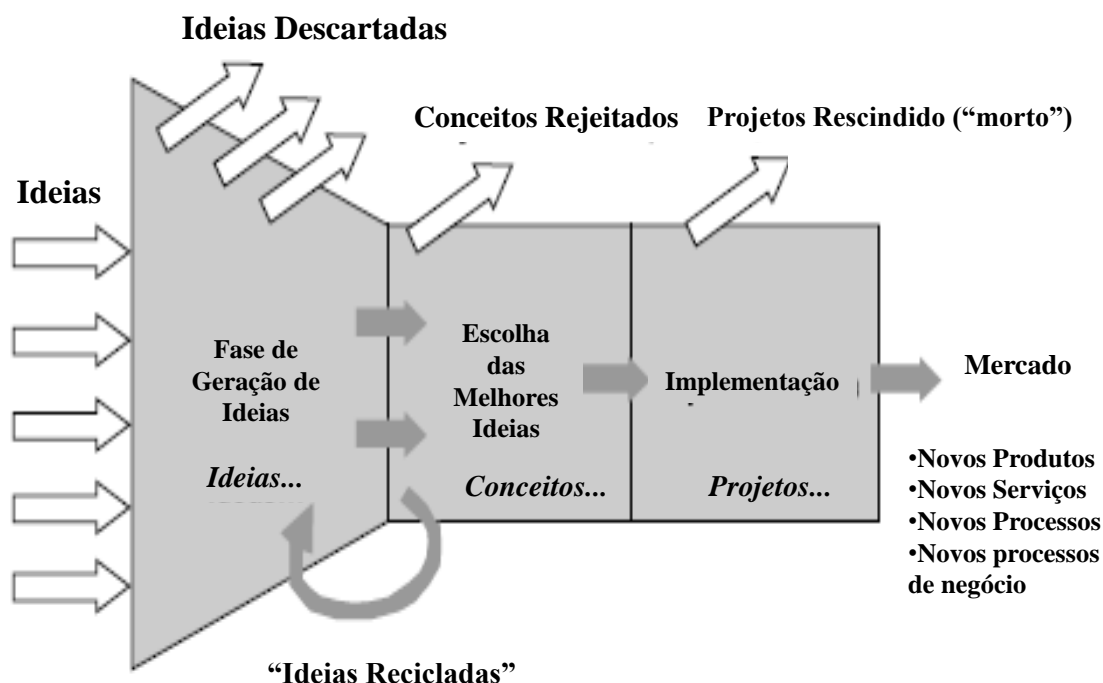 Ideias Descartadas
Conceitos Rejeitados
Projetos Rescindido (“morto”)
Ideias
Fase de
Geração de
Ideias
Ideias...
Escolha
das
Melhores
Ideias
Conceitos...
Implementação
Projetos...
Mercado
•Novos Produtos
•Novos Serviços
•Novos Processos
•Novos processos
de negócio
“Ideias Recicladas”